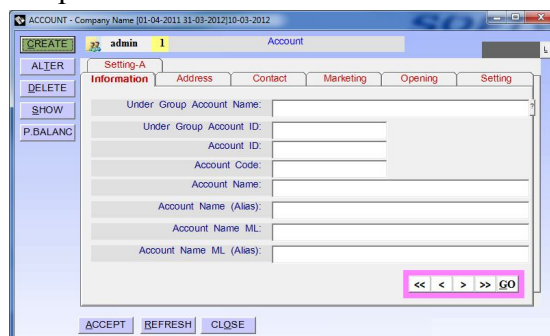 ACCOUNT - Company Name [01-04-2011 31-03-2012]10-03-2012
CREATE
admin 1 Account
ALTER
DELETE
SHOW
P.BALANC
Setting-A
Information Address Contact Marketing Opening Setting
Under Group Account Name: ?
Under Group Account ID:
Account ID:
Account Code:
Account Name:
Account Name (Alias):
Account Name ML:
Account Name ML (Alias):
<< < > >> GO
ACCEPT REFRESH CLOSE